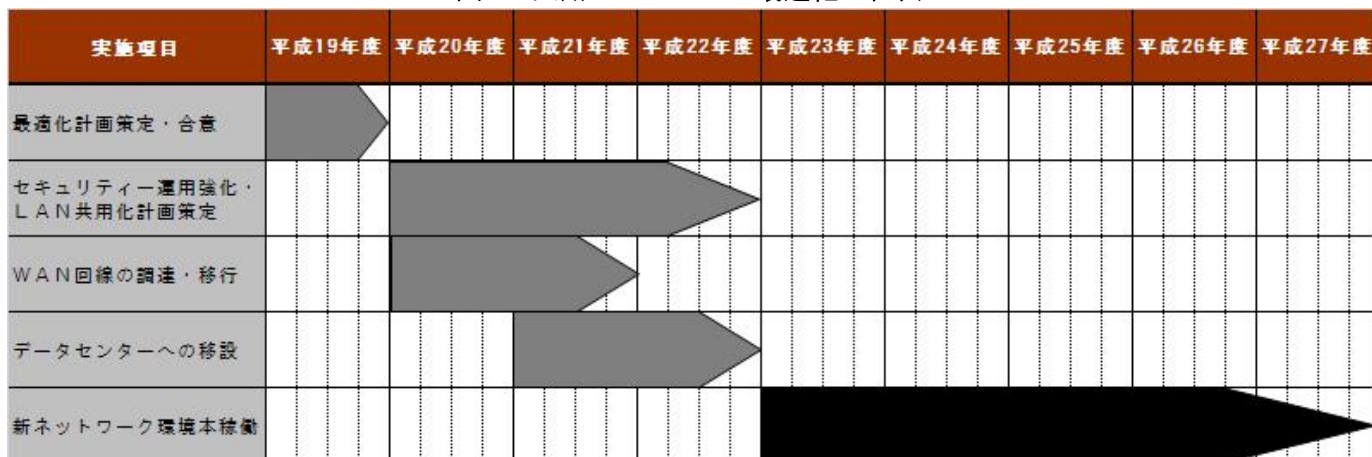 実施項目 平成19年度 平成20年度 平成21年度 平成22年度 平成23年度 平成24年度 平成25年度 平成26年度 平成27年度
最適化計画策定・合意
セキュリティー運用強化・
ＬＡＮ共用化計画策定
ＷＡＮ回線の調達・移行
データセンターへの移設
新ネットワーク環境本稼働